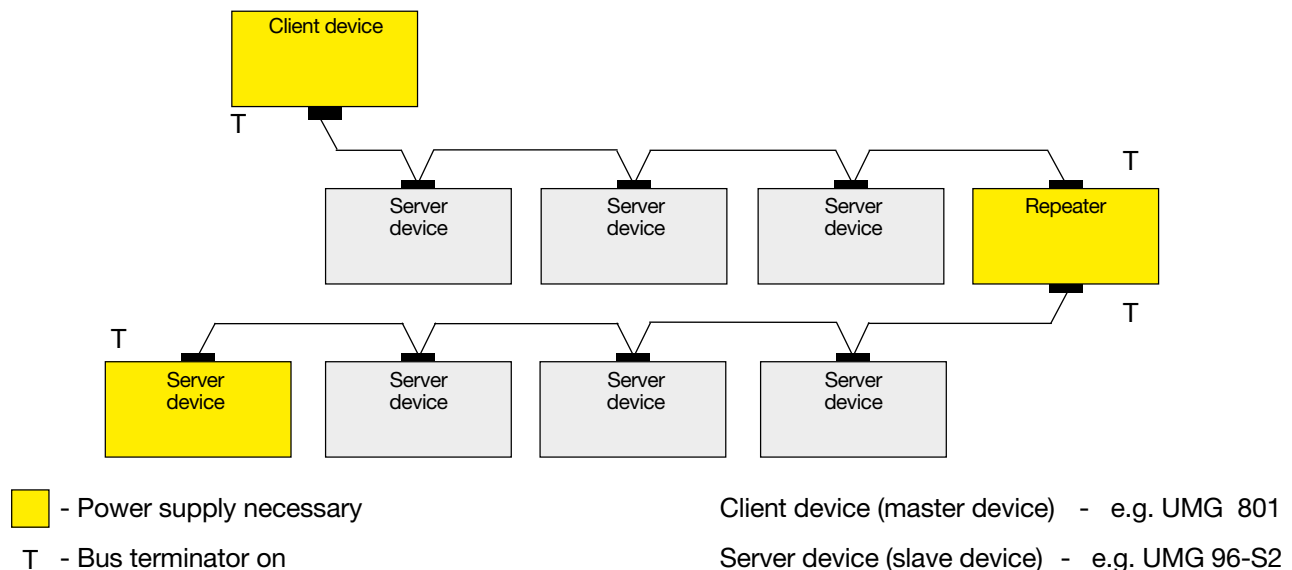 Client device
T
T
Server
device
Server
device
Server
device
Repeater
T
T
Server
device
Server
device
Server
device
Server
device
- Power supply necessary
Client device (master device) - e.g. UMG 801
T - Bus terminator on
Server device (slave device) - e.g. UMG 96-S2